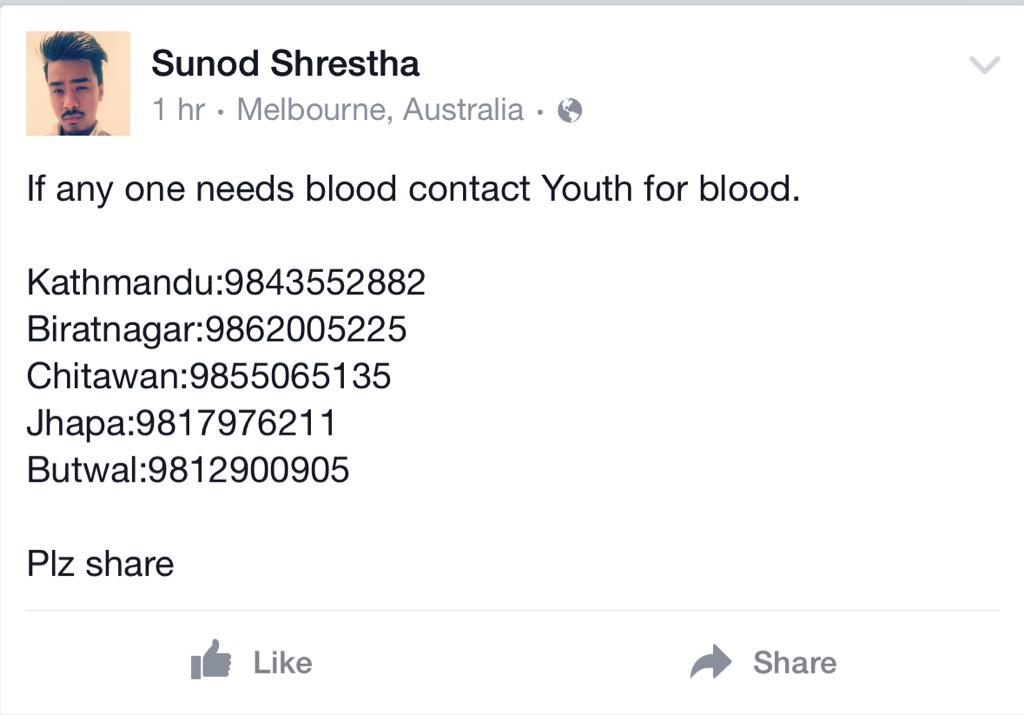 Sunod Shrestha
1 hr · Melbourne, Australia ·
If any one needs blood contact Youth for blood.
Kathmandu:9843552882
Biratnagar:9862005225
Chitawan:9855065135
Jhapa:9817976211
Butwal:9812900905
Plz share
Like
Share